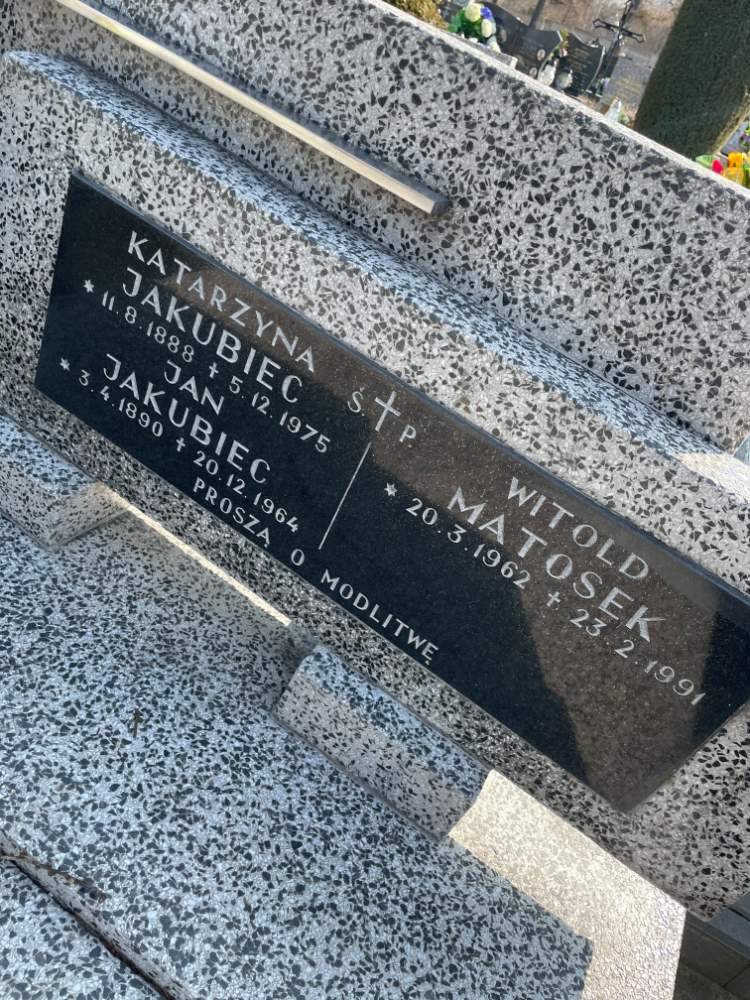 KATARZYNA
JAKUBIEC
* 11.8.1888 † 5.12.1975
JAN
JAKUBIEC
* 3.4.1890 † 20.12.1964
Ś † P
WITOLD
MATOSEK
* 20.3.1962 † 23.2.1991
PROSZĄ O MODLITWĘ